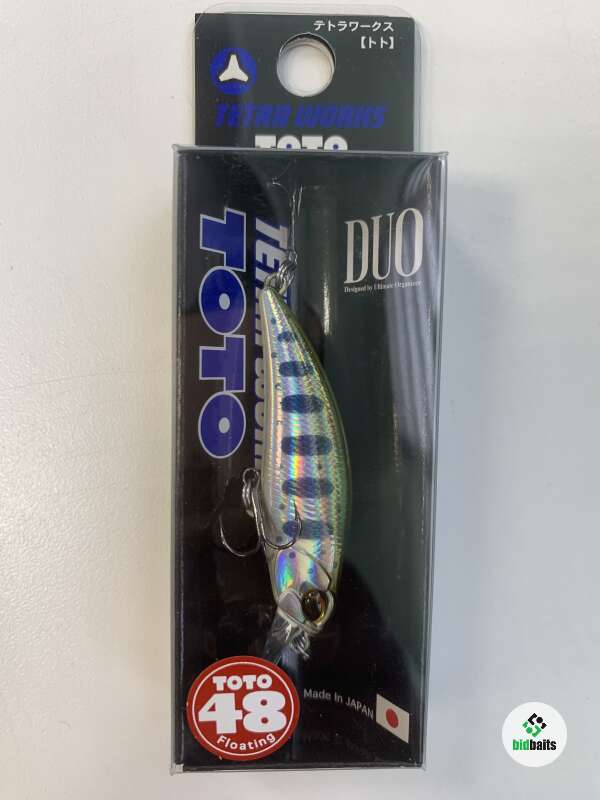 テトラワークス
【トト】
TETRA WORKS
TOTO
TETRA WORKS
TOTO
DUO
Designed by Ultimate Organizer
TOTO
48
Floating
Made In JAPAN
bidbaits